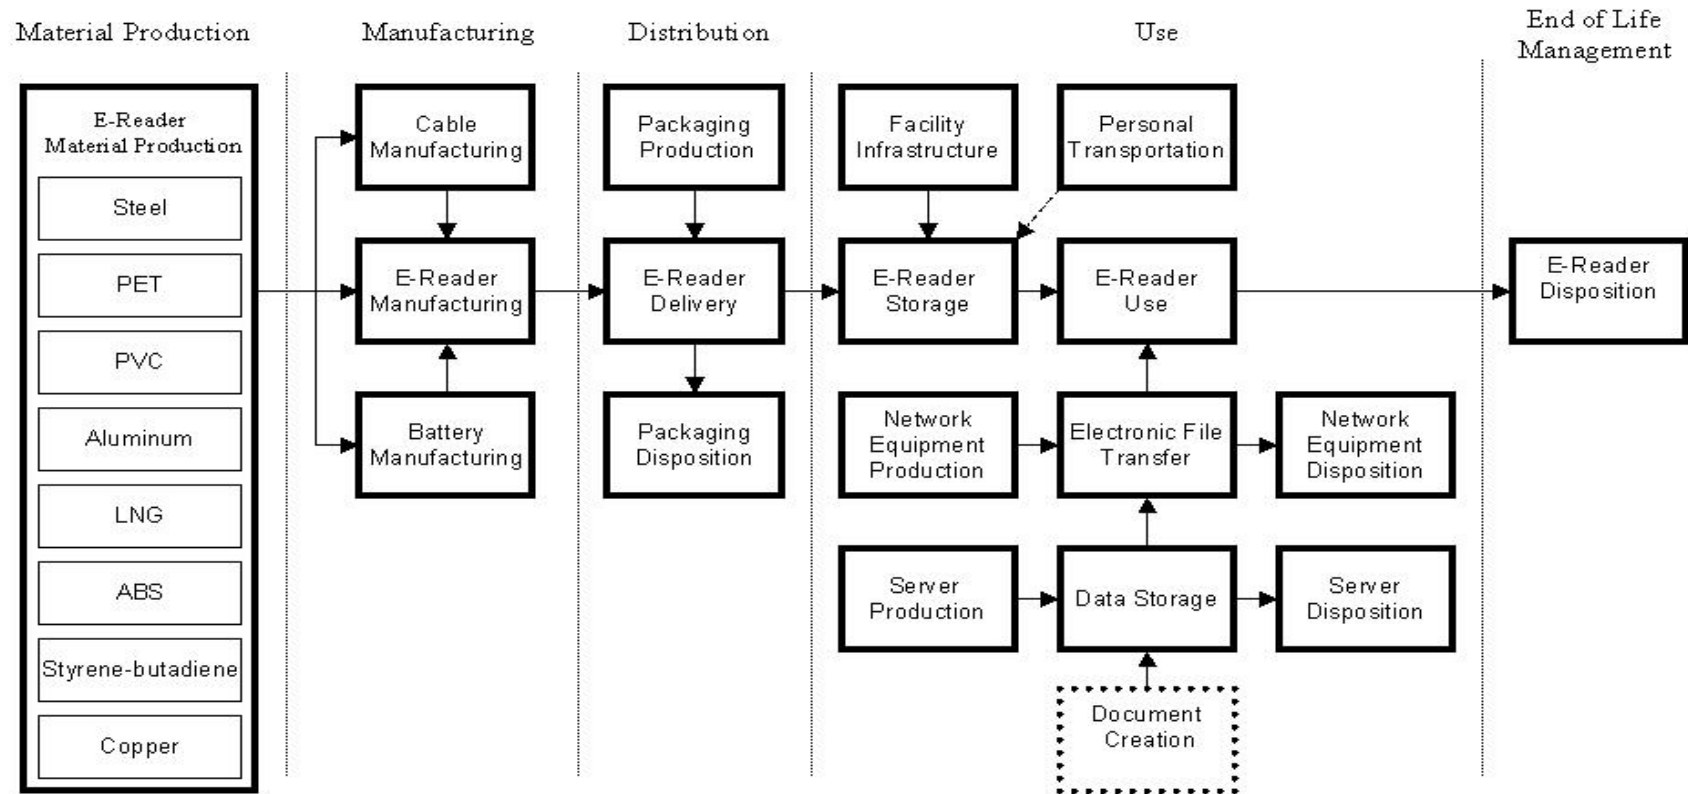 Material Production
Manufacturing
Distribution
Use
End of Life
Management
E-Reader
Material Production
Steel
PET
PVC
Aluminum
LNG
ABS
Styrene-butadiene
Copper
Cable
Manufacturing
E-Reader
Manufacturing
Battery
Manufacturing
Packaging
Production
E-Reader
Delivery
Packaging
Disposition
Facility
Infrastructure
Personal
Transportation
E-Reader
Storage
E-Reader
Use
Network
Equipment
Production
Electronic File
Transfer
Network
Equipment
Disposition
Server
Production
Data Storage
Server
Disposition
Document
Creation
E-Reader
Disposition